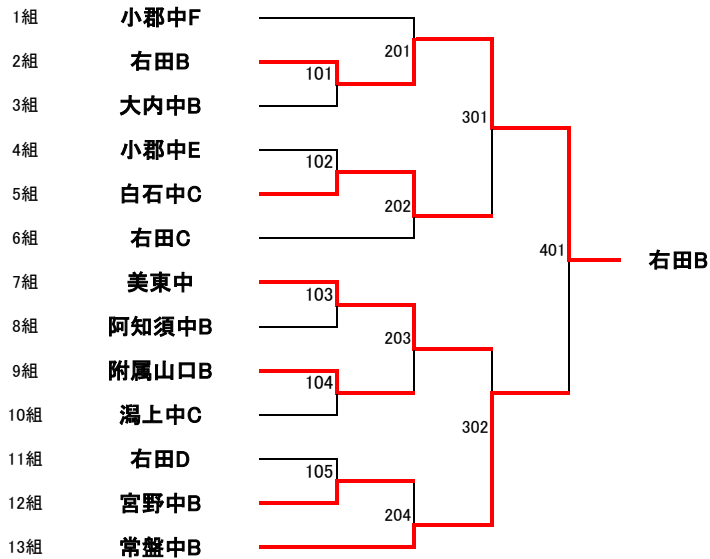 1組 小郡中F
201
2組 右田B
101
3組 大内中B
301
4組 小郡中E
102
5組 白石中C
202
6組 右田C
401 右田B
7組 美東中
103
8組 阿知須中B
203
9組 附属山口B
104
10組 潟上中C
302
11組 右田D
105
12組 宮野中B
204
13組 常盤中B